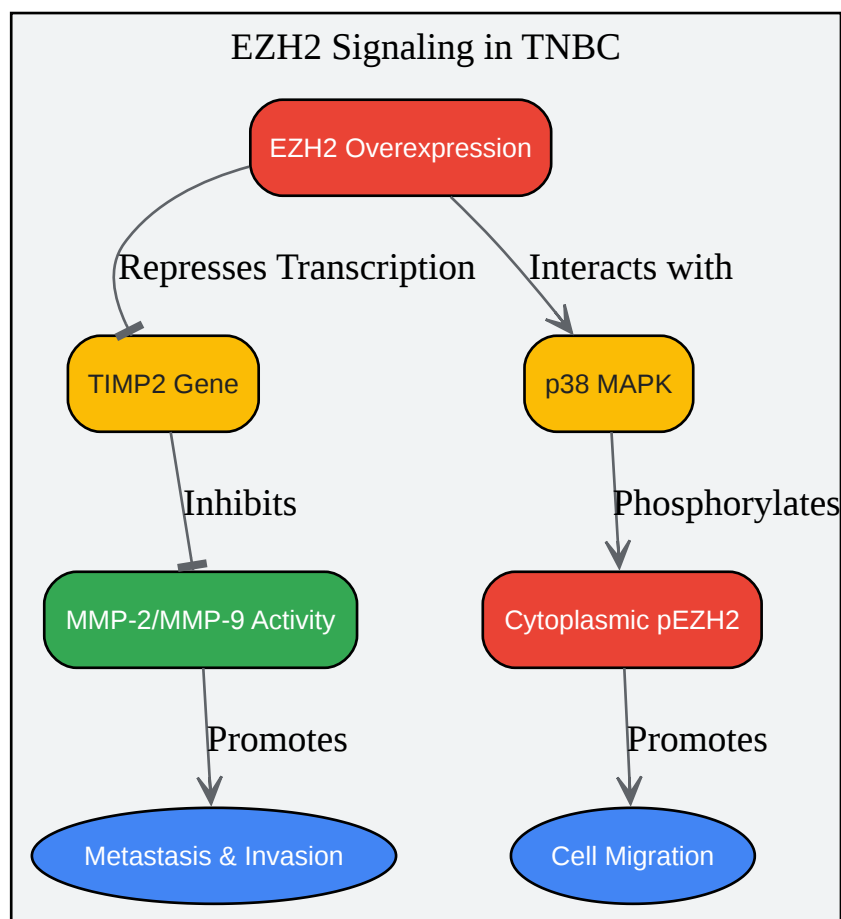 EZH2 Signaling in TNBC
EZH2 Overexpression
Represses Transcription
Interacts with
TIMP2 Gene
p38 MAPK
Inhibits
Phosphorylates
MMP-2/MMP-9 Activity
Cytoplasmic pEZH2
Promotes
Promotes
Metastasis & Invasion
Cell Migration